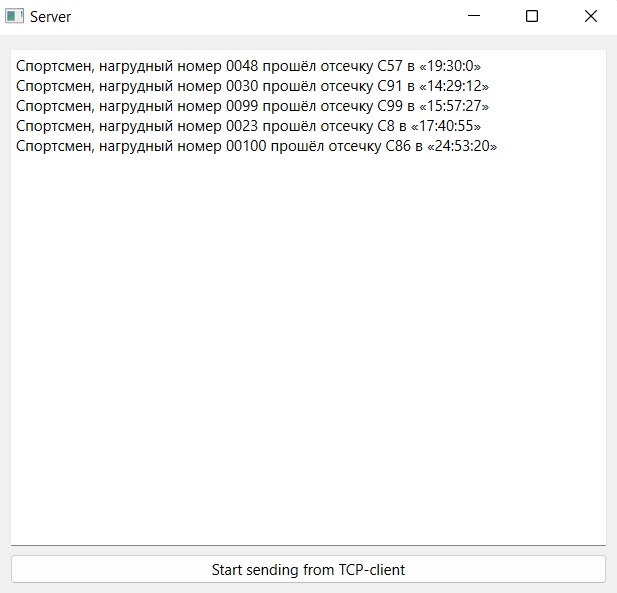 Server
Спортсмен, нагрудный номер 0048 прошёл отсечку C57 в «19:30:0»
Спортсмен, нагрудный номер 0030 прошёл отсечку C91 в «14:29:12»
Спортсмен, нагрудный номер 0099 прошёл отсечку C99 в «15:57:27»
Спортсмен, нагрудный номер 0023 прошёл отсечку C8 в «17:40:55»
Спортсмен, нагрудный номер 00100 прошёл отсечку C86 в «24:53:20»
Start sending from TCP-client